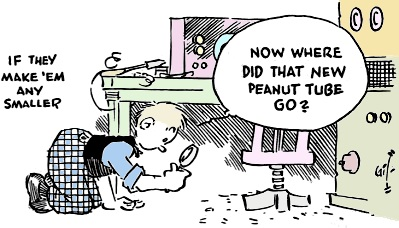 IF THEY
MAKE 'EM
ANY
SMALLER
NOW WHERE
DID THAT NEW
PEANUT TUBE
GO?